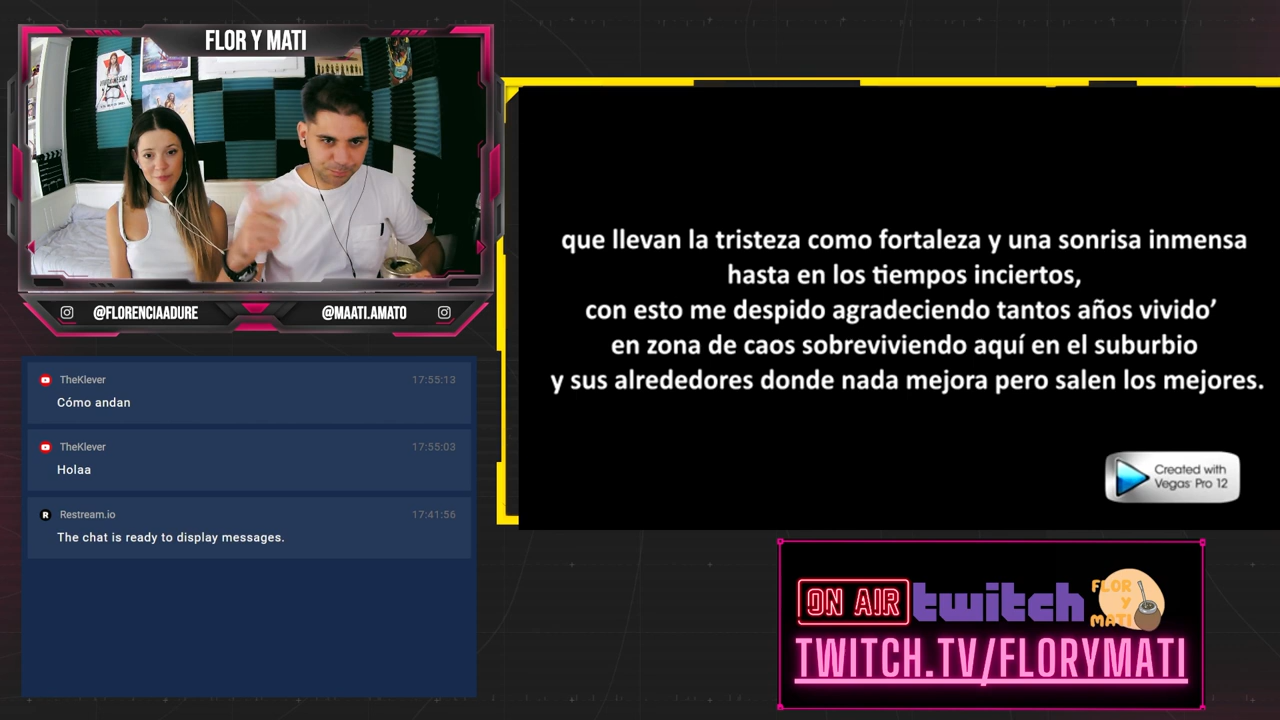 FLOR Y MATI
@FLORENCIAADURE
@MAATI.AMATO
TheKlever 17:55:13
Cómo andan
TheKlever 17:55:03
Holaa
R Restream.io 17:41:56
The chat is ready to display messages.
que llevan la tristeza como fortaleza y una sonrisa inmensa
hasta en los tiempos inciertos,
con esto me despido agradeciendo tantos años vivido’
en zona de caos sobreviviendo aquí en el suburbio
y sus alrededores donde nada mejora pero salen los mejores.
Created with
Vegas Pro 12
ON AIR twitch
FLOR
Y
MATI
TWITCH.TV/FLORYMATI